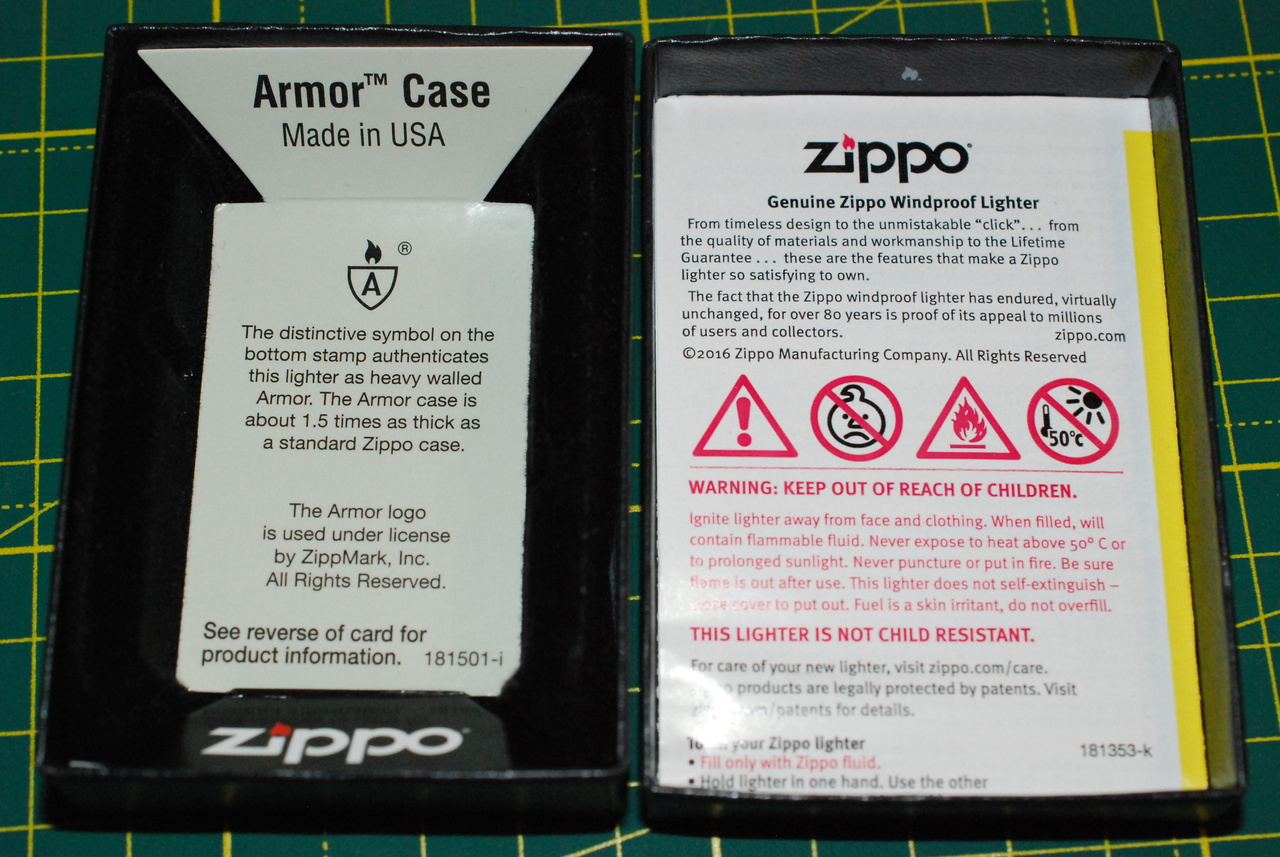 Armor™ Case
Made in USA
A ®
The distinctive symbol on the
bottom stamp authenticates
this lighter as heavy walled
Armor. The Armor case is
about 1.5 times as thick as
a standard Zippo case.
The Armor logo
is used under license
by ZippMark, Inc.
All Rights Reserved.
See reverse of card for
product information. 181501-i
zippo
zippo
Genuine Zippo Windproof Lighter
From timeless design to the unmistakable “click”... from
the quality of materials and workmanship to the Lifetime
Guarantee ... these are the features that make a Zippo
lighter so satisfying to own.
The fact that the Zippo windproof lighter has endured, virtually
unchanged, for over 80 years is proof of its appeal to millions
of users and collectors. zippo.com
©2016 Zippo Manufacturing Company. All Rights Reserved
50°C
WARNING: KEEP OUT OF REACH OF CHILDREN.
Ignite lighter away from face and clothing. When filled, will
contain flammable fluid. Never expose to heat above 50° C or
to prolonged sunlight. Never puncture or put in fire. Be sure
flame is out after use. This lighter does not self-extinguish –
close cover to put out. Fuel is a skin irritant, do not overfill.
THIS LIGHTER IS NOT CHILD RESISTANT.
For care of your new lighter, visit zippo.com/care.
products are legally protected by patents. Visit
/patents for details.
your Zippo lighter 181353-k
• Fill only with Zippo fluid.
• Hold lighter in one hand. Use the other